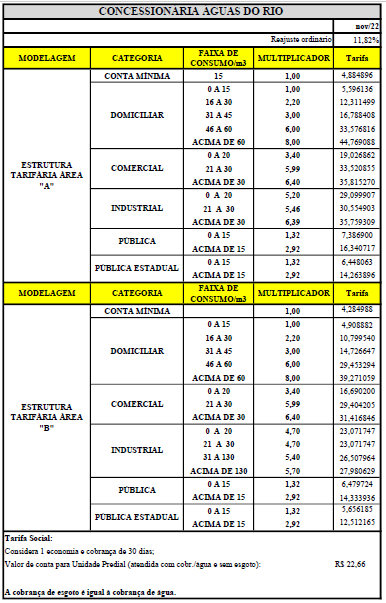 CONCESSIONÁRIA AGUAS DO RIO
nov/22
Reajuste ordinário 11,82%
MODELAGEM CATEGORIA FAIXA DE CONSUMO/m3 MULTIPLICADOR Tarifa
ESTRUTURA TARIFÁRIA ÁREA "A"
CONTA MÍNIMA 15 1,00 4,884896
DOMICILIAR
0 A 15 1,00 5,596136
16 A 30 2,20 12,311499
31 A 45 3,00 16,788408
46 A 60 6,00 33,576816
ACIMA DE 60 8,00 44,769088
COMERCIAL
0 A 20 3,40 19,026862
21 A 30 5,99 33,520855
ACIMA DE 30 6,40 35,815270
INDUSTRIAL
0 A 20 5,20 29,099907
21 A 30 5,46 30,554903
ACIMA DE 30 6,39 35,759309
PÚBLICA
0 A 15 1,32 7,386900
ACIMA DE 15 2,92 16,340717
PÚBLICA ESTADUAL
0 A 15 1,32 6,448063
ACIMA DE 15 2,92 14,263896
MODELAGEM CATEGORIA FAIXA DE CONSUMO/m3 MULTIPLICADOR Tarifa
ESTRUTURA TARIFÁRIA ÁREA "B"
CONTA MÍNIMA 1,00 4,284988
DOMICILIAR
0 A 15 1,00 4,908882
16 A 30 2,20 10,799540
31 A 45 3,00 14,726647
46 A 60 6,00 29,453294
ACIMA DE 60 8,00 39,271059
COMERCIAL
0 A 20 3,40 16,690200
21 A 30 5,99 29,404205
ACIMA DE 30 6,40 31,416846
INDUSTRIAL
0 A 20 4,70 23,071747
21 A 30 4,70 23,071747
31 A 130 5,40 26,507964
ACIMA DE 130 5,70 27,980629
PÚBLICA
0 A 15 1,32 6,479724
ACIMA DE 15 2,92 14,333936
PÚBLICA ESTADUAL
0 A 15 1,32 5,656185
ACIMA DE 15 2,92 12,512165
Tarifa Social:
Considera 1 economia e cobrança de 30 dias;
Valor de conta para Unidade Predial (atendida com cobr./água e sem esgoto): R$ 22,66
A cobrança de esgoto é igual à cobrança de água.